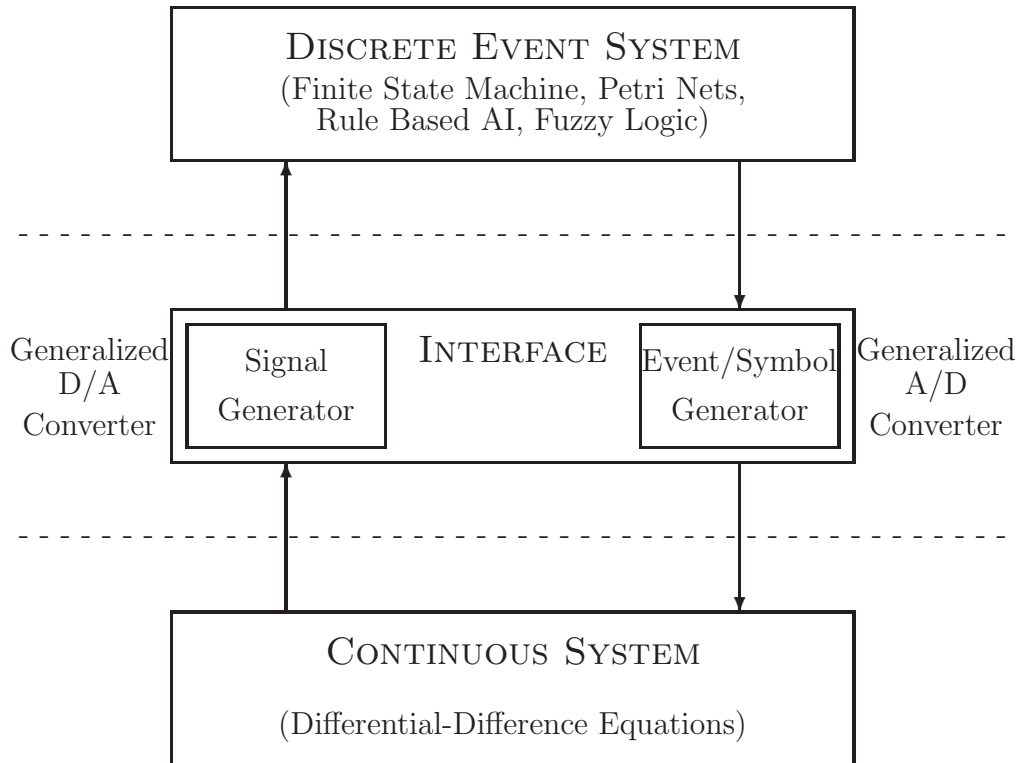 DISCRETE EVENT SYSTEM
(Finite State Machine, Petri Nets,
Rule Based AI, Fuzzy Logic)
Generalized
D/A
Converter
Signal
Generator
INTERFACE
Event/Symbol
Generator
Generalized
A/D
Converter
CONTINUOUS SYSTEM
(Differential-Difference Equations)